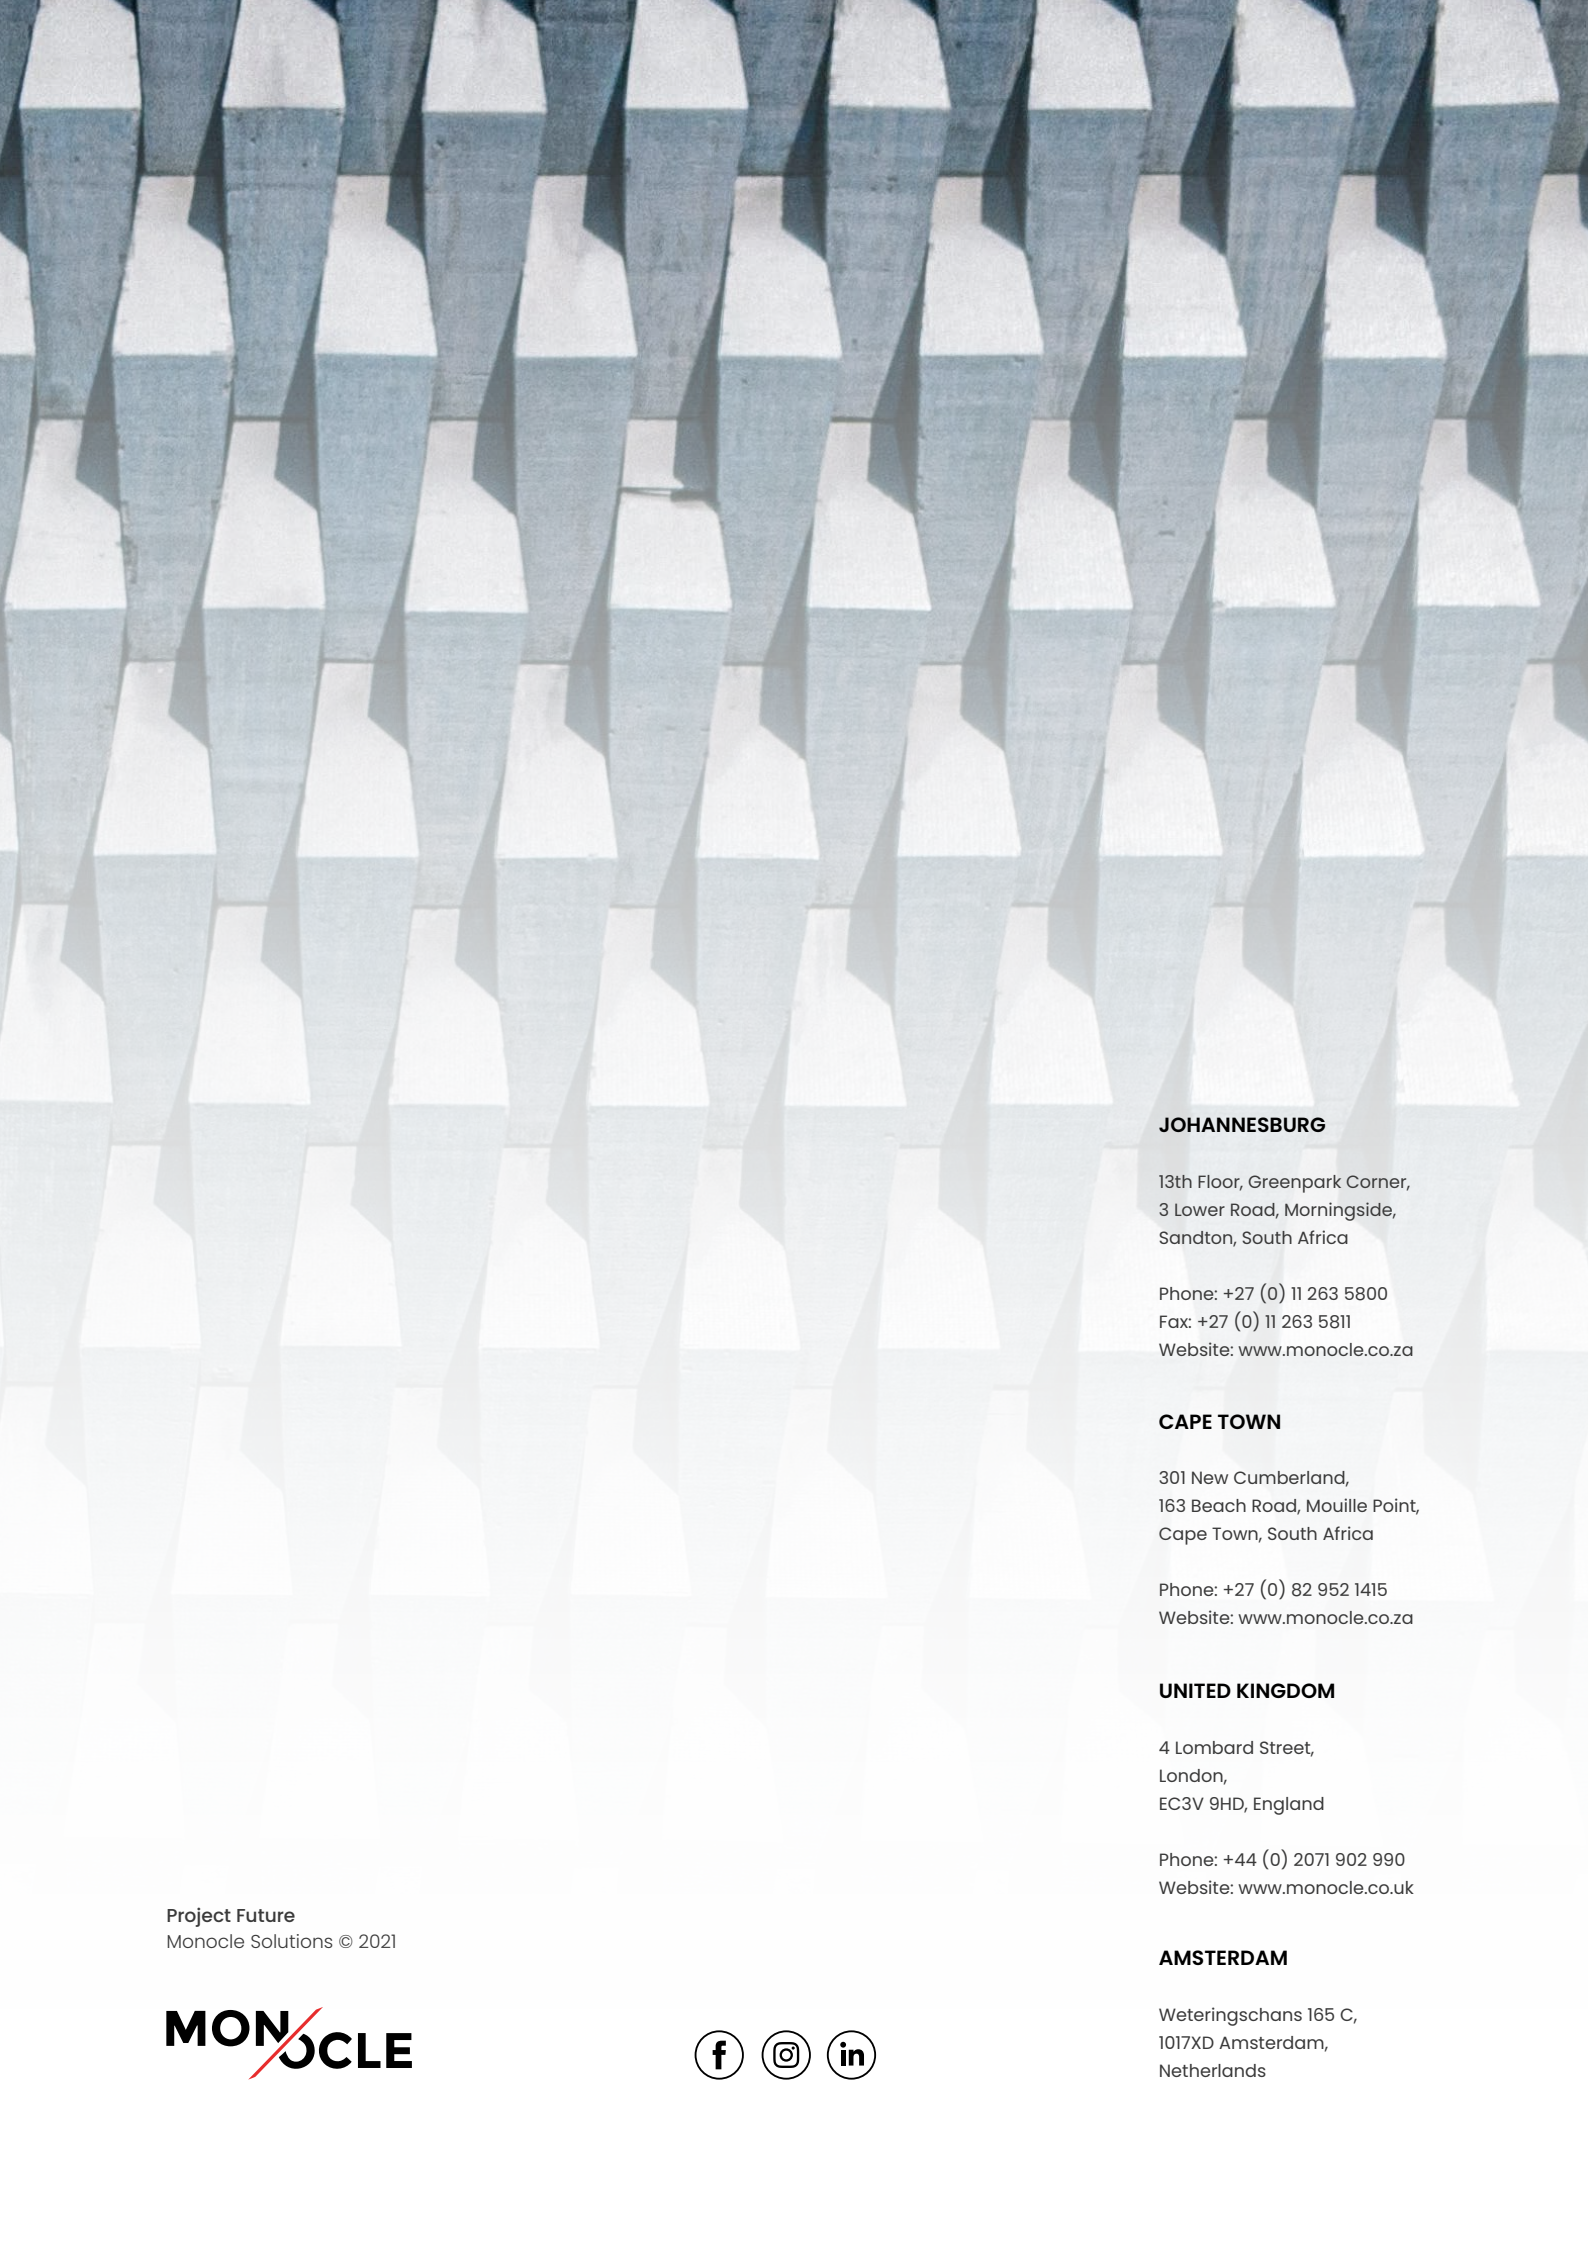 JOHANNESBURG
13th Floor, Greenpark Corner,
3 Lower Road, Morningside,
Sandton, South Africa
Phone: +27 (0) 11 263 5800
Fax: +27 (0) 11 263 5811
Website: www.monocle.co.za
CAPE TOWN
301 New Cumberland,
163 Beach Road, Mouille Point,
Cape Town, South Africa
Phone: +27 (0) 82 952 1415
Website: www.monocle.co.za
UNITED KINGDOM
4 Lombard Street,
London,
EC3V 9HD, England
Phone: +44 (0) 2071 902 990
Website: www.monocle.co.uk
AMSTERDAM
Weteringschans 165 C,
1017XD Amsterdam,
Netherlands
Project Future
Monocle Solutions © 2021
MONOCLE
f
in